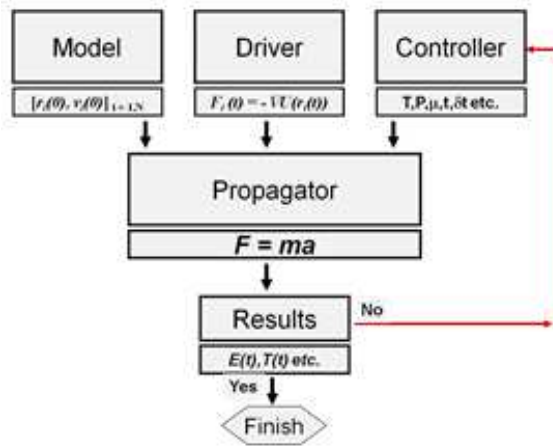 Model
Driver
Controller
[rᵢ(0), vᵢ(0)] i = 1,N
Fᵢ (t) = - ∇U(rᵢ(t))
T,P,μ,t,δt etc.
Propagator
F = ma
Results
No
E(t),T(t) etc.
Yes
Finish